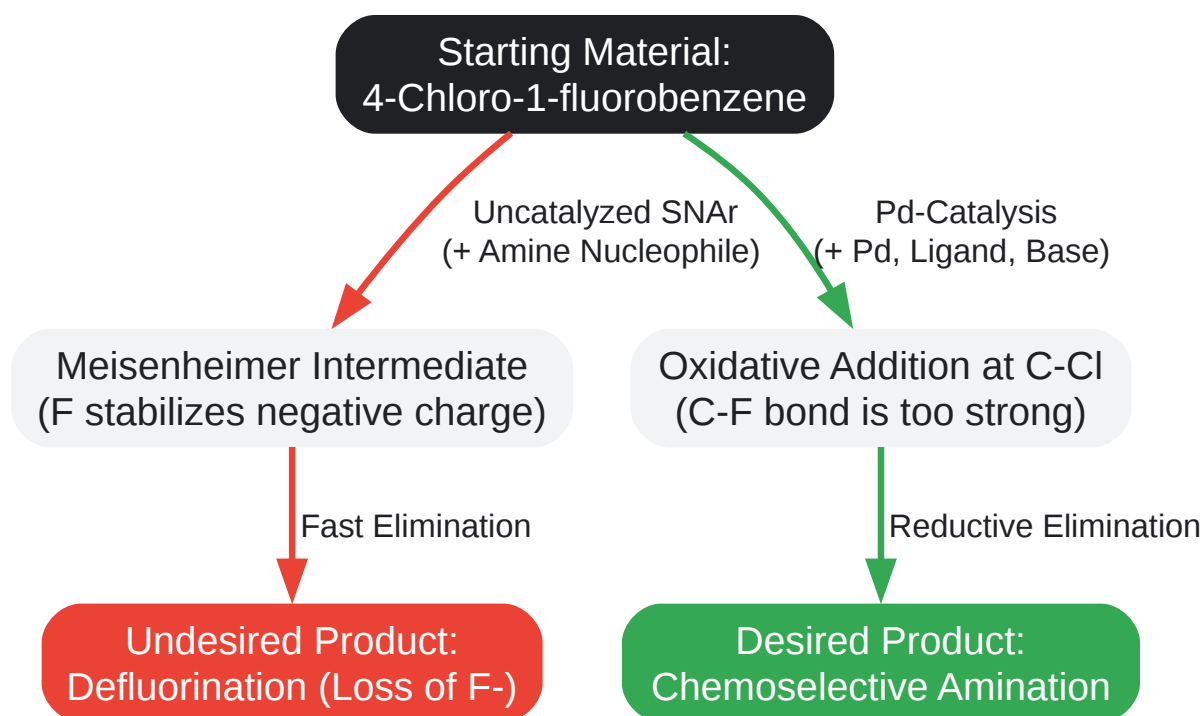 Starting Material:
4-Chloro-1-fluorobenzene
Uncatalyzed SNAr
(+ Amine Nucleophile)
Pd-Catalysis
(+ Pd, Ligand, Base)
Meisenheimer Intermediate
(F stabilizes negative charge)
Oxidative Addition at C-Cl
(C-F bond is too strong)
Fast Elimination
Reductive Elimination
Undesired Product:
Defluorination (Loss of F-)
Desired Product:
Chemoselective Amination